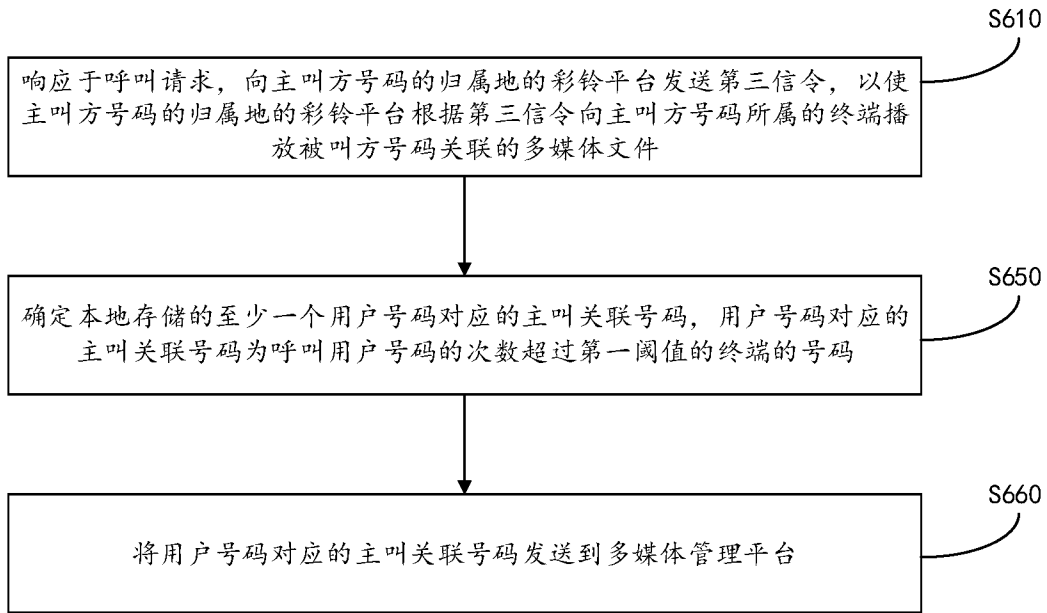 S610
响应于呼叫请求，向主叫方号码的归属地的彩铃平台发送第三信令，以使
主叫方号码的归属地的彩铃平台根据第三信令向主叫方号码所属的终端播
放被叫方号码关联的多媒体文件
S650
确定本地存储的至少一个用户号码对应的主叫关联号码，用户号码对应的
主叫关联号码为呼叫用户号码的次数超过第一阈值的终端的号码
S660
将用户号码对应的主叫关联号码发送到多媒体管理平台